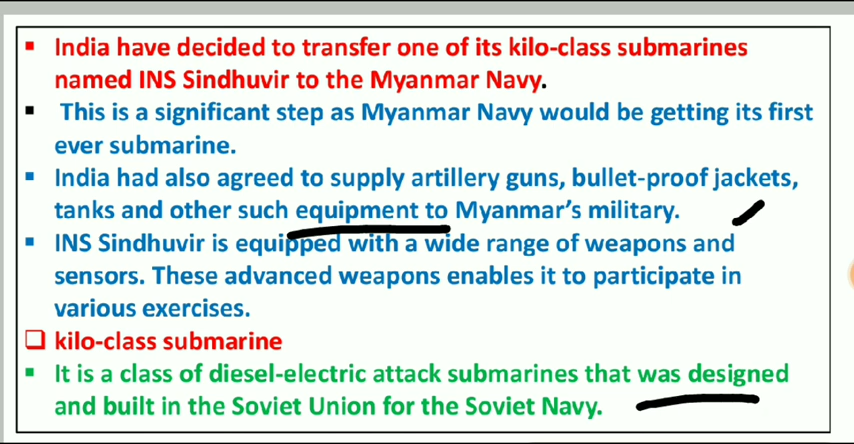 India have decided to transfer one of its kilo-class submarines
named INS Sindhuvir to the Myanmar Navy.
This is a significant step as Myanmar Navy would be getting its first
ever submarine.
India had also agreed to supply artillery guns, bullet-proof jackets,
tanks and other such equipment to Myanmar's military.
INS Sindhuvir is equipped with a wide range of weapons and
sensors. These advanced weapons enables it to participate in
various exercises.
kilo-class submarine
It is a class of diesel-electric attack submarines that was designed
and built in the Soviet Union for the Soviet Navy.